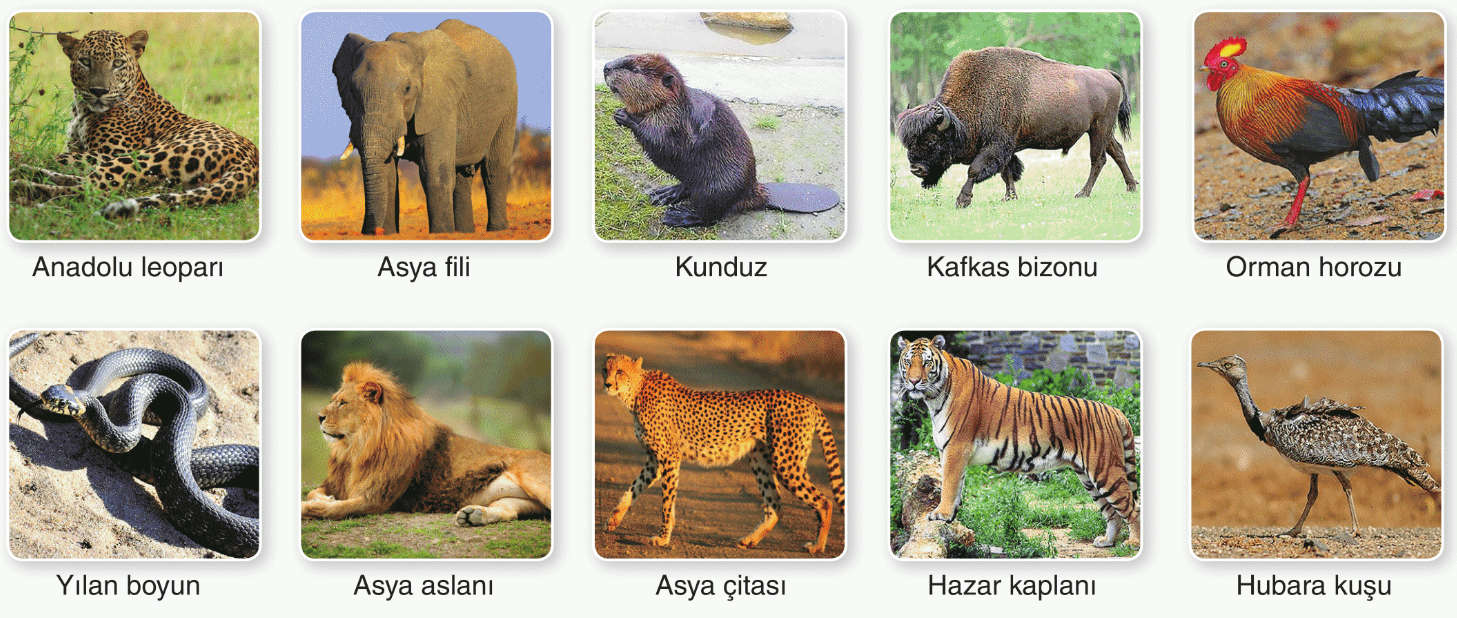 Anadolu leoparı
Asya fili
Kunduz
Kafkas bizonu
Orman horozu
Yılan boyun
Asya aslanı
Asya çitası
Hazar kaplanı
Hubara kuşu